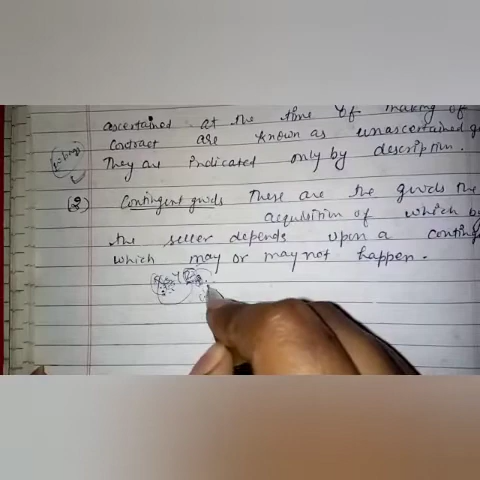 ascertained at the time of making of
Contract are known as unascertained g
They are indicated only by description.
(2) Contingent goods These are the goods the
acquisition of which by
the seller depends upon a conting
which may or may not happen.